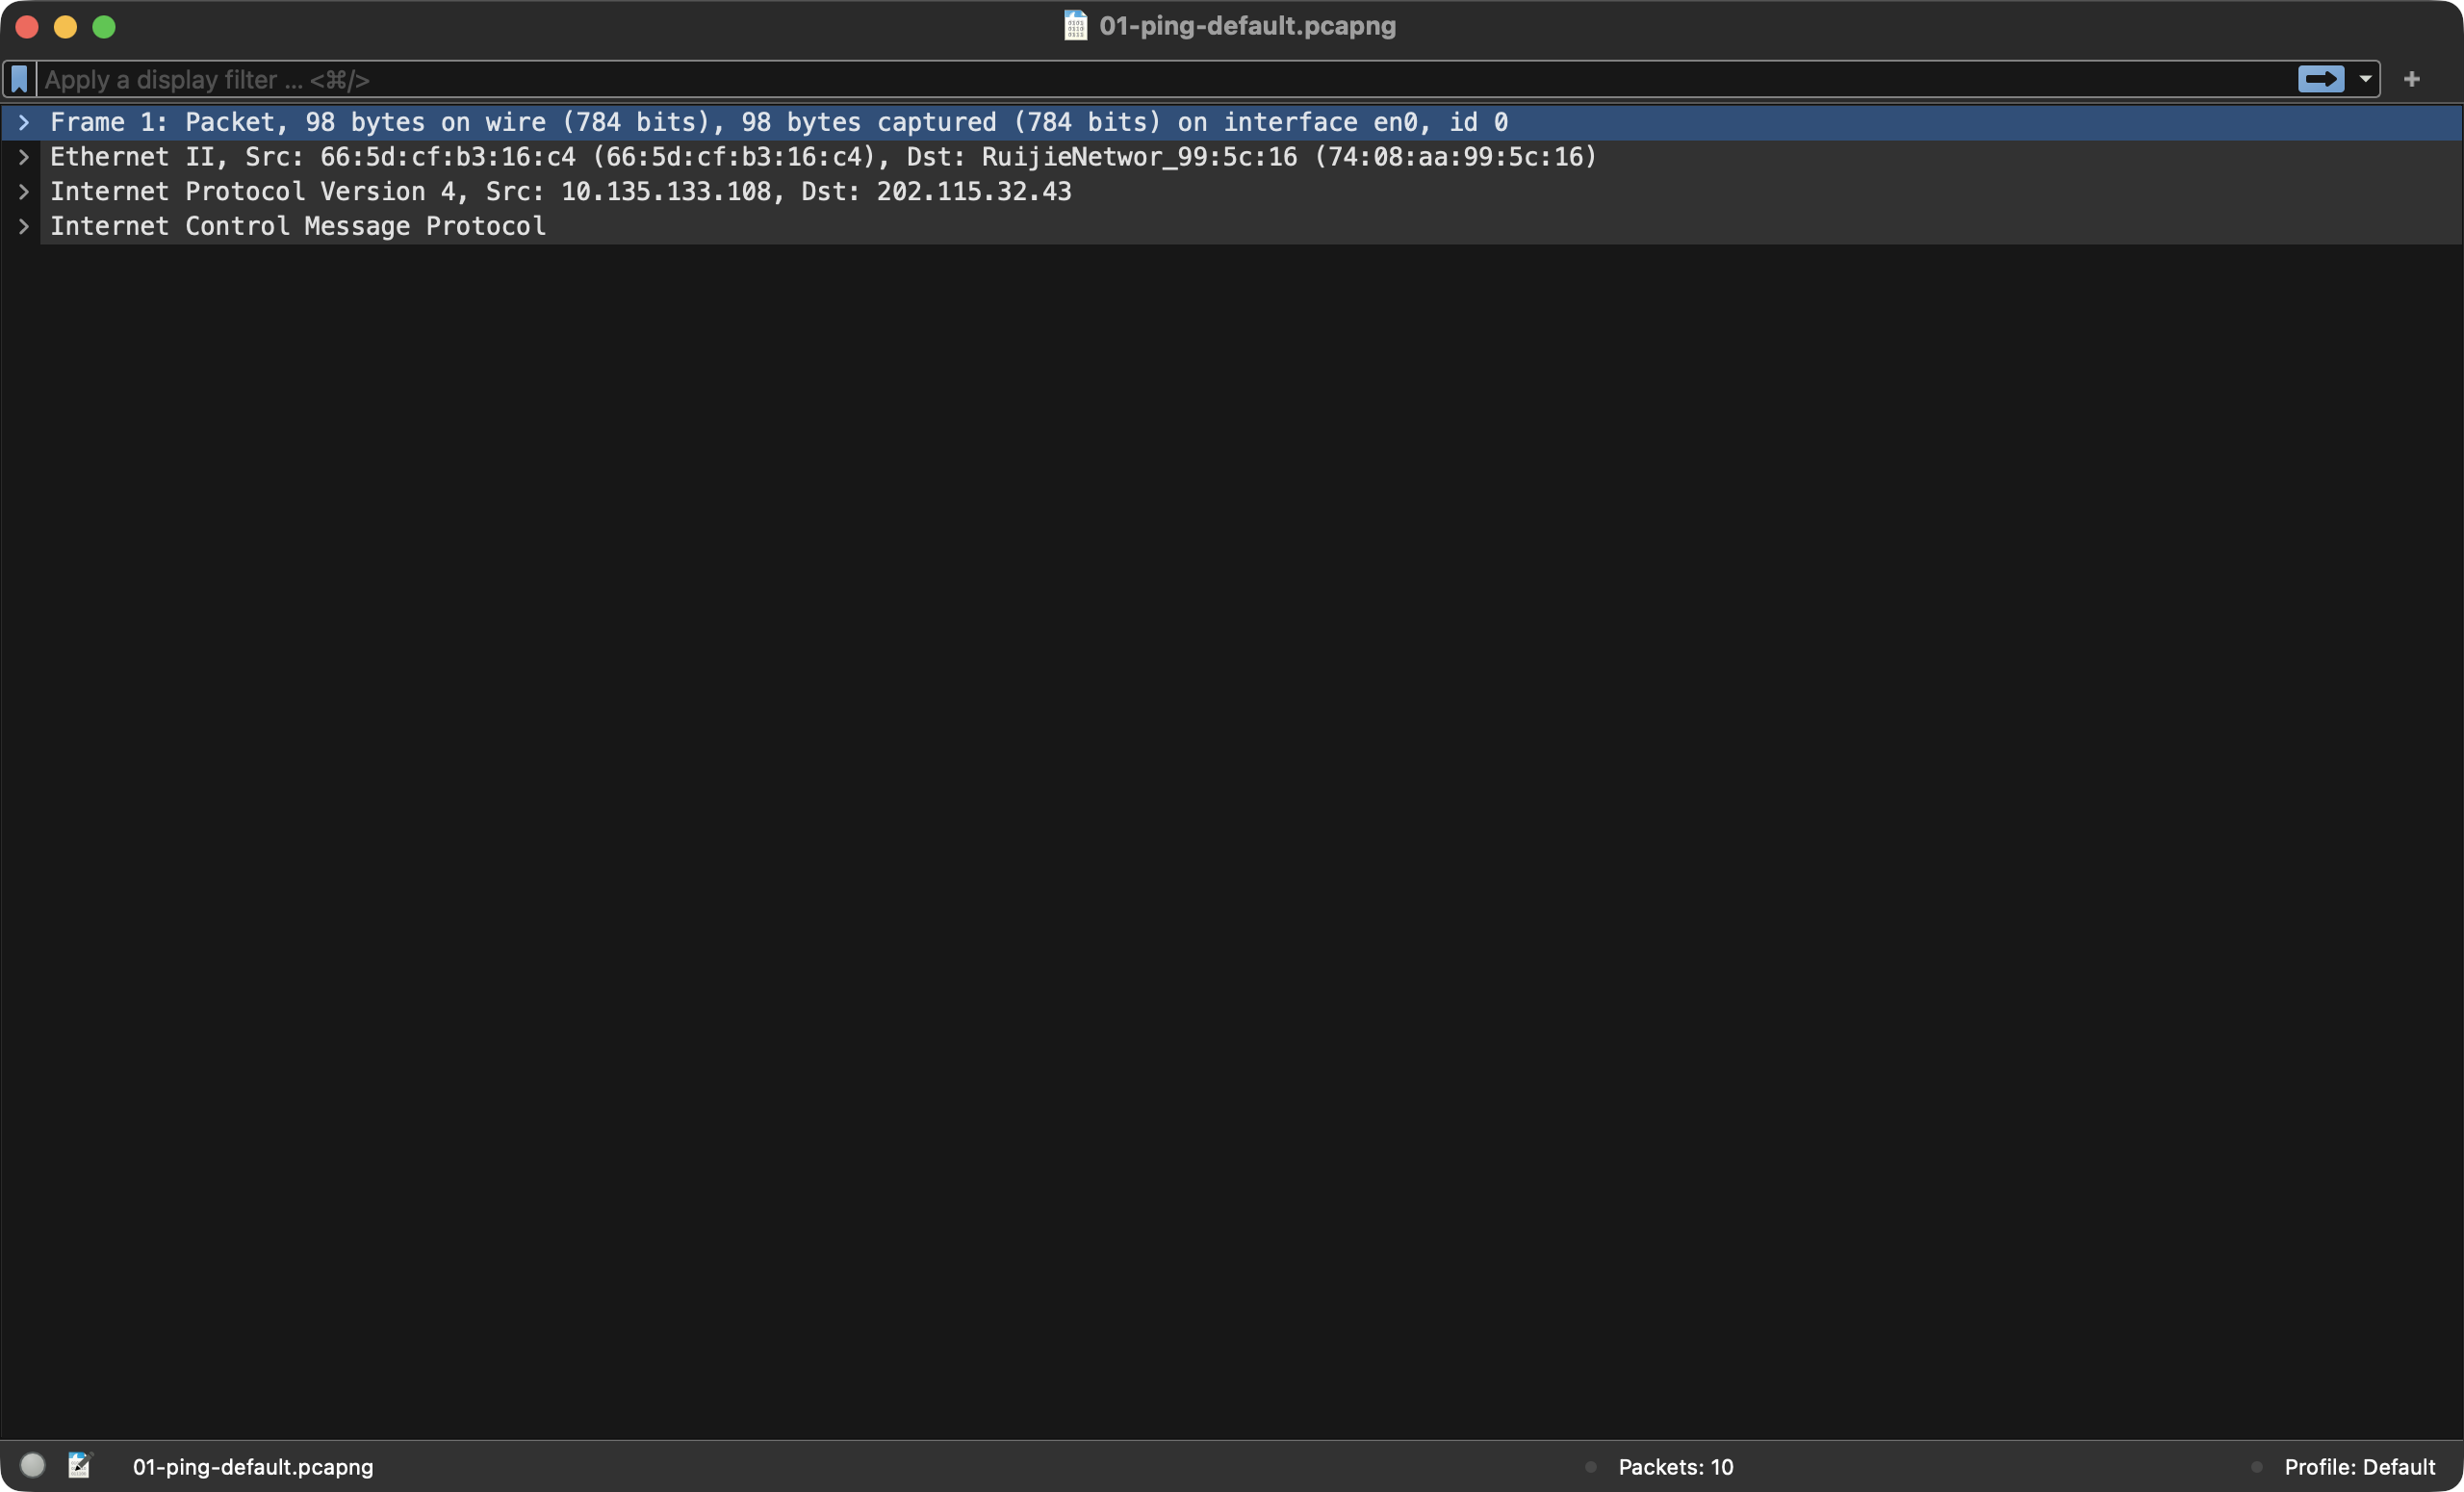 01-ping-default.pcapng
Apply a display filter ... <⌘/>
Frame 1: Packet, 98 bytes on wire (784 bits), 98 bytes captured (784 bits) on interface en0, id 0
Ethernet II, Src: 66:5d:cf:b3:16:c4 (66:5d:cf:b3:16:c4), Dst: RuijieNetwor_99:5c:16 (74:08:aa:99:5c:16)
Internet Protocol Version 4, Src: 10.135.133.108, Dst: 202.115.32.43
Internet Control Message Protocol
01-ping-default.pcapng
Packets: 10
Profile: Default